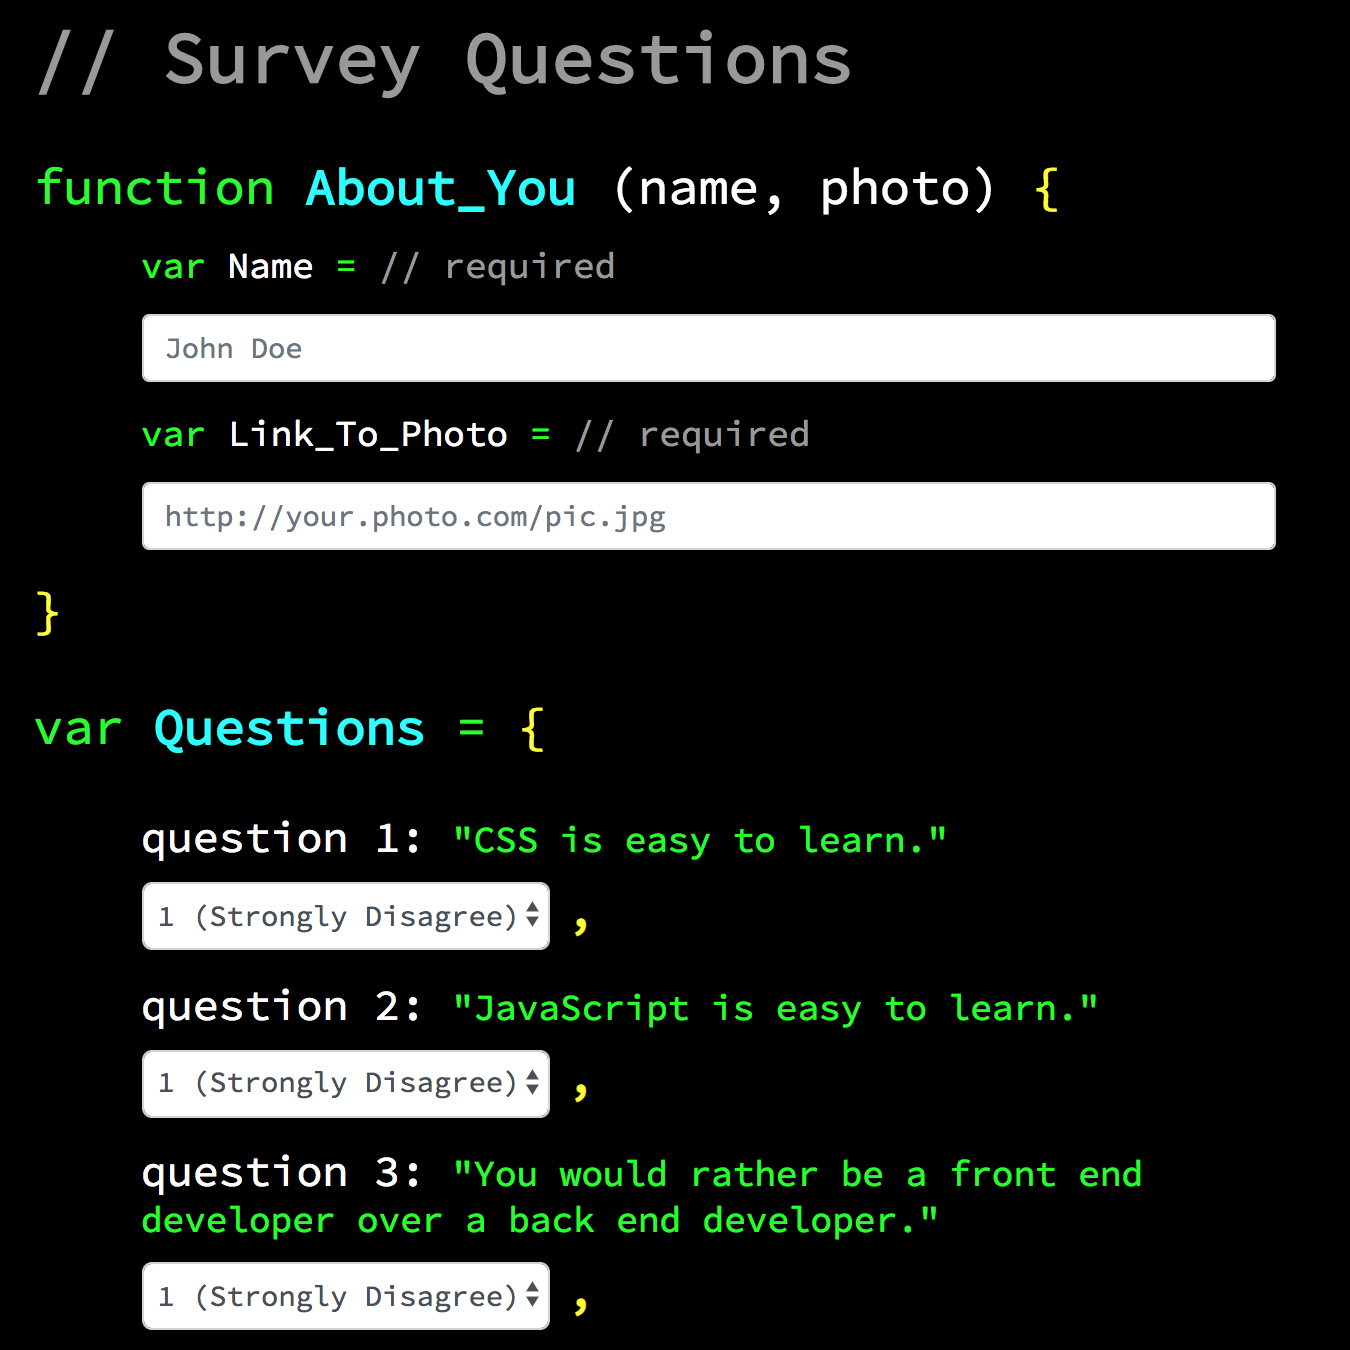 // Survey Questions
function About_You (name, photo) {
var Name = // required
John Doe
var Link_To_Photo = // required
http://your.photo.com/pic.jpg
}
var Questions = {
question 1: "CSS is easy to learn."
1 (Strongly Disagree) ,
question 2: "JavaScript is easy to learn."
1 (Strongly Disagree) ,
question 3: "You would rather be a front end
developer over a back end developer."
1 (Strongly Disagree) ,